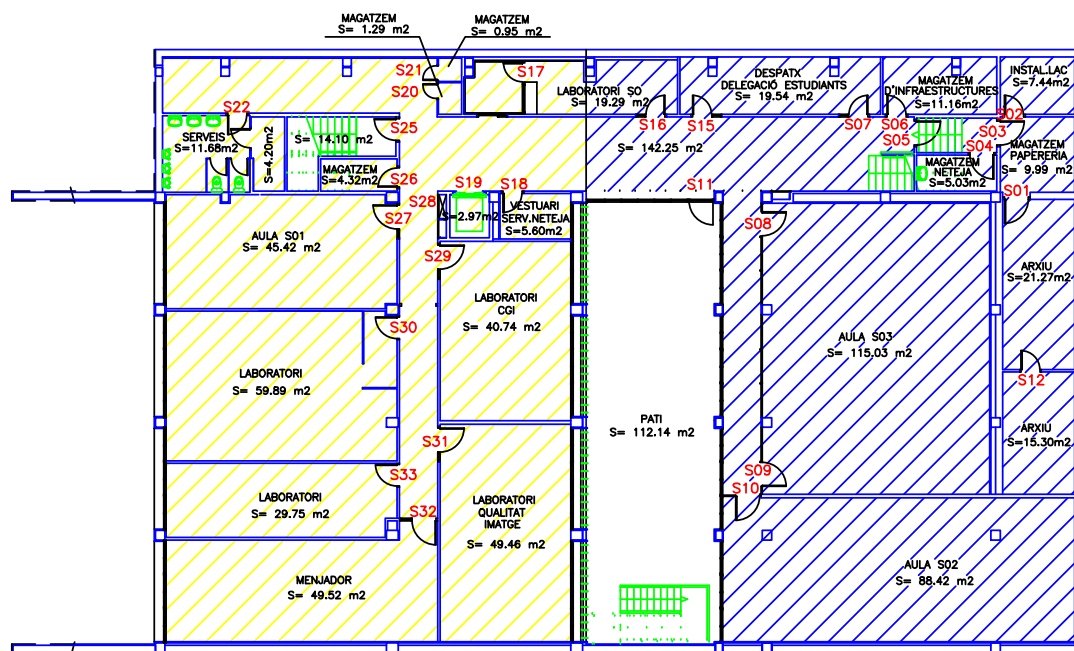 MAGATZEM
S= 1.29 m2
MAGATZEM
S= 0.95 m2
S21
S20
S17
LABORATORI SO
S= 19.29 m2
DESPATX
DELEGACIÓ ESTUDIANTS
S= 19.54 m2
MAGATZEM
D'INFRAESTRUCTURES
S=11.16m2
INSTAL.LAC
S=7.44m2
S22
S25
S16
S15
S07
S06
S05
S02
S03
S04
SERVEIS
S=11.68m2
S=4.20m2
S= 14.10 m2
S= 142.25 m2
MAGATZEM
PAPERERIA
S= 9.99 m2
MAGATZEM
S=4.32m2
S26
MAGATZEM
NETEJA
S=5.03m2
S19
S18
S11
S01
S28
S=2.97m2
VESTUARI
SERV.NETEJA
S=5.60m2
S27
S08
AULA S01
S= 45.42 m2
S29
ARXIU
S=21.27m2
LABORATORI
CGI
S= 40.74 m2
S30
AULA S03
S= 115.03 m2
LABORATORI
S= 59.89 m2
S12
PATI
S= 112.14 m2
ARXIU
S=15.30m2
S31
S33
S09
S10
LABORATORI
S= 29.75 m2
LABORATORI
QUALITAT
IMATGE
S= 49.46 m2
S32
MENJADOR
S= 49.52 m2
AULA S02
S= 88.42 m2